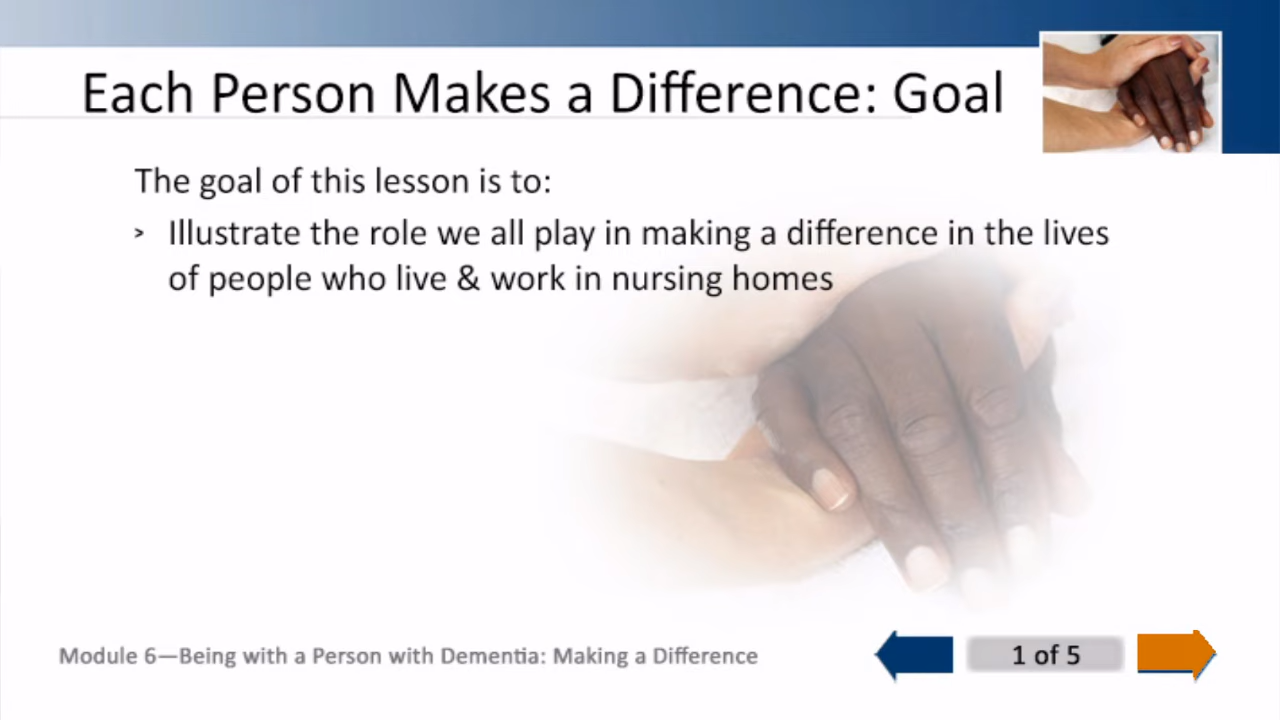 Each Person Makes a Difference: Goal
The goal of this lesson is to:
> Illustrate the role we all play in making a difference in the lives
of people who live & work in nursing homes
Module 6—Being with a Person with Dementia: Making a Difference
1 of 5